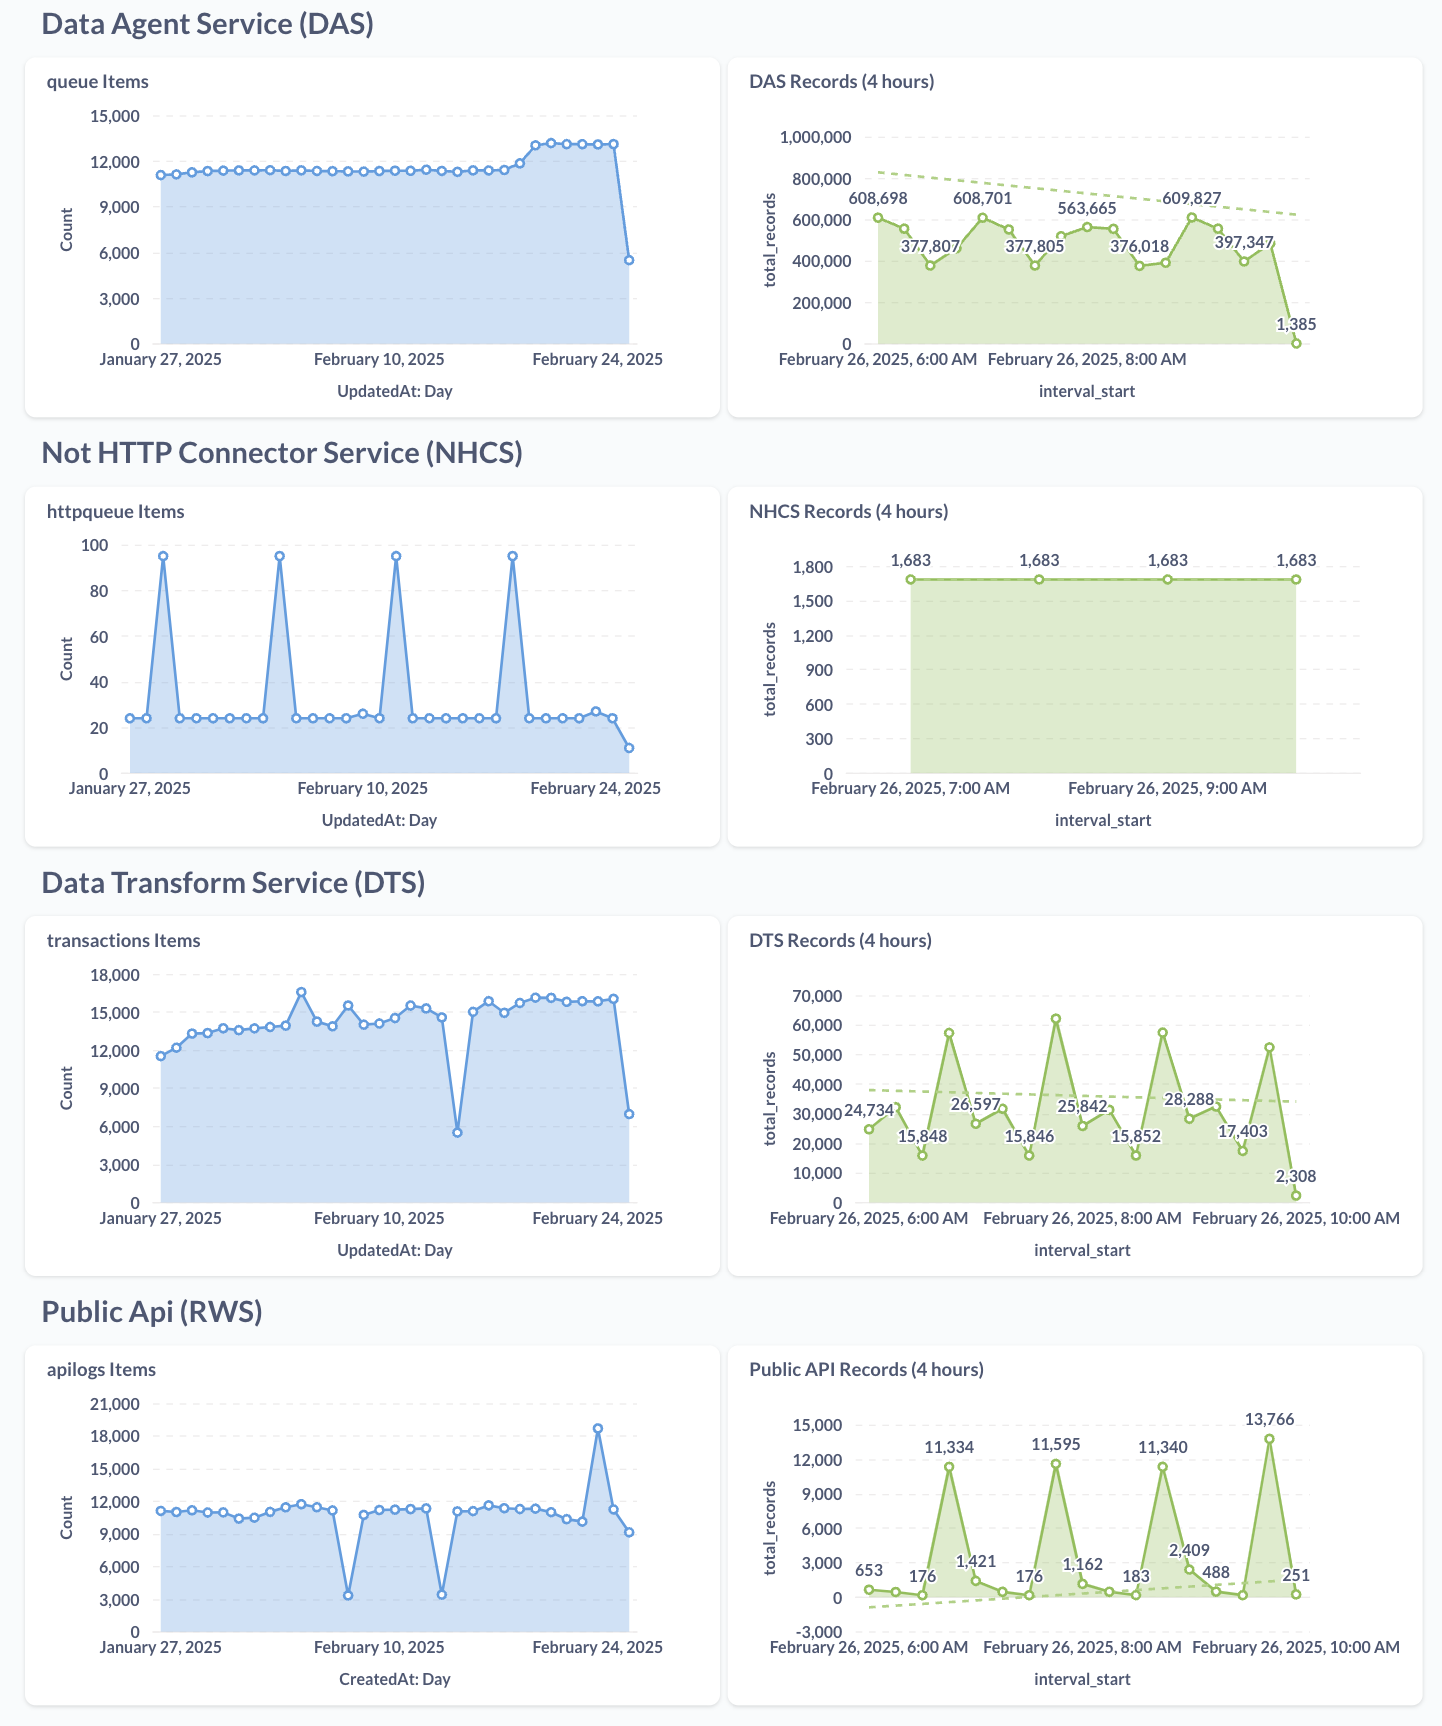 Data Agent Service (DAS)
queue Items
15,000
12,000
9,000
6,000
3,000
0
Count
January 27, 2025
February 10, 2025
February 24, 2025
UpdatedAt: Day
DAS Records (4 hours)
1,000,000
800,000
600,000
400,000
200,000
0
total_records
608,698
377,807
608,701
377,805
563,665
376,018
609,827
397,347
1,385
February 26, 2025, 6:00 AM
February 26, 2025, 8:00 AM
interval_start
Not HTTP Connector Service (NHCS)
httpqueue Items
100
80
60
40
20
0
Count
January 27, 2025
February 10, 2025
February 24, 2025
UpdatedAt: Day
NHCS Records (4 hours)
1,800
1,500
1,200
900
600
300
0
total_records
1,683
1,683
1,683
1,683
February 26, 2025, 7:00 AM
February 26, 2025, 9:00 AM
interval_start
Data Transform Service (DTS)
transactions Items
18,000
15,000
12,000
9,000
6,000
3,000
0
Count
January 27, 2025
February 10, 2025
February 24, 2025
UpdatedAt: Day
DTS Records (4 hours)
70,000
60,000
50,000
40,000
30,000
20,000
10,000
0
total_records
24,734
15,848
26,597
15,846
25,842
15,852
28,288
17,403
2,308
February 26, 2025, 6:00 AM
February 26, 2025, 8:00 AM
February 26, 2025, 10:00 AM
interval_start
Public Api (RWS)
apilogs Items
21,000
18,000
15,000
12,000
9,000
6,000
3,000
0
Count
January 27, 2025
February 10, 2025
February 24, 2025
CreatedAt: Day
Public API Records (4 hours)
15,000
12,000
9,000
6,000
3,000
0
-3,000
total_records
653
176
11,334
1,421
176
11,595
1,162
183
11,340
2,409
488
13,766
251
February 26, 2025, 6:00 AM
February 26, 2025, 8:00 AM
February 26, 2025, 10:00 AM
interval_start